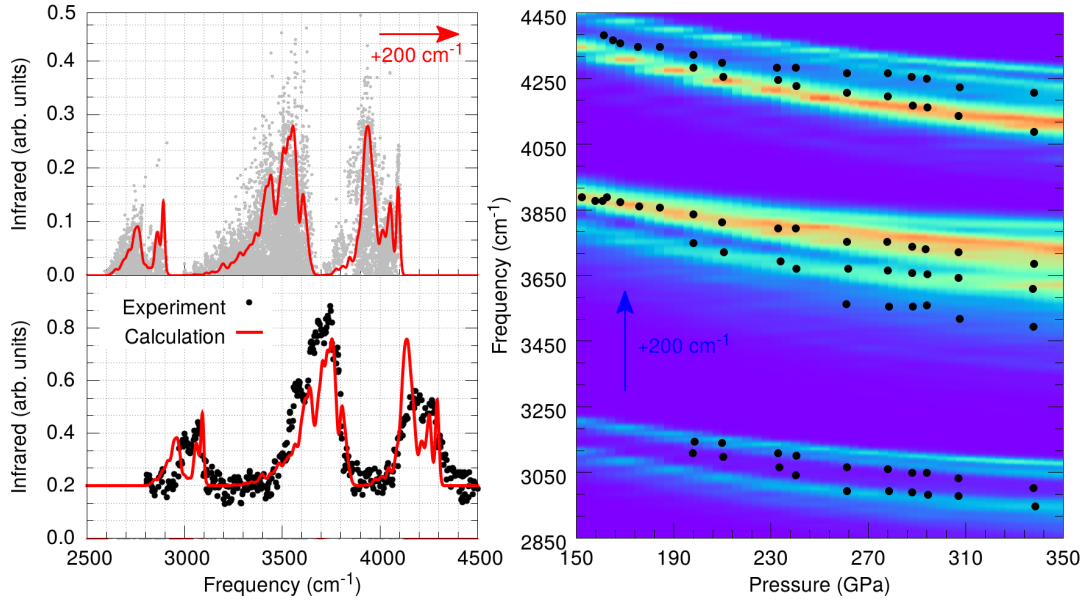 0.5
0.4
0.3
0.2
0.1
0.0
Infrared (arb. units)
+200 cm-1
Experiment
Calculation
0.8
0.6
0.4
0.2
0.0
Infrared (arb. units)
2500 3000 3500 4000 4500
Frequency (cm-1)
4450
4250
4050
3850
3650
3450
3250
3050
2850
Frequency (cm-1)
+200 cm-1
150 190 230 270 310 350
Pressure (GPa)